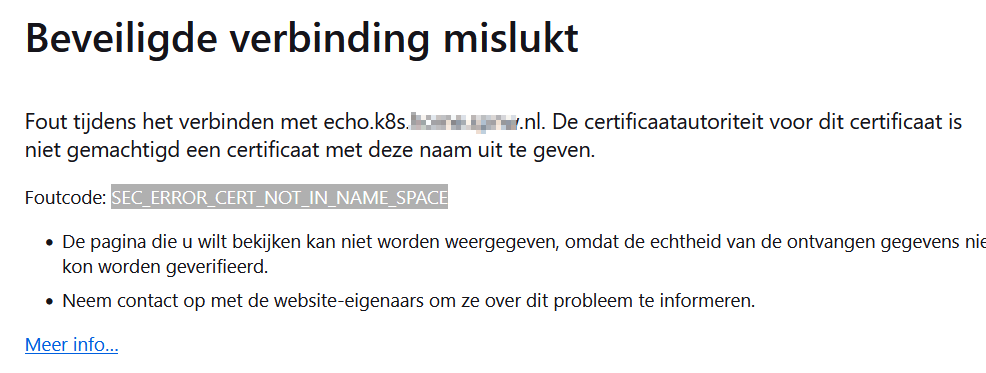 Beveiligde verbinding mislukt
Fout tijdens het verbinden met echo.k8s. .nl. De certificaatautoriteit voor dit certificaat is
niet gemachtigd een certificaat met deze naam uit te geven.
Foutcode: SEC_ERROR_CERT_NOT_IN_NAME_SPACE
• De pagina die u wilt bekijken kan niet worden weergegeven, omdat de echtheid van de ontvangen gegevens nie
kon worden geverifieerd.
• Neem contact op met de website-eigenaars om ze over dit probleem te informeren.
Meer info...